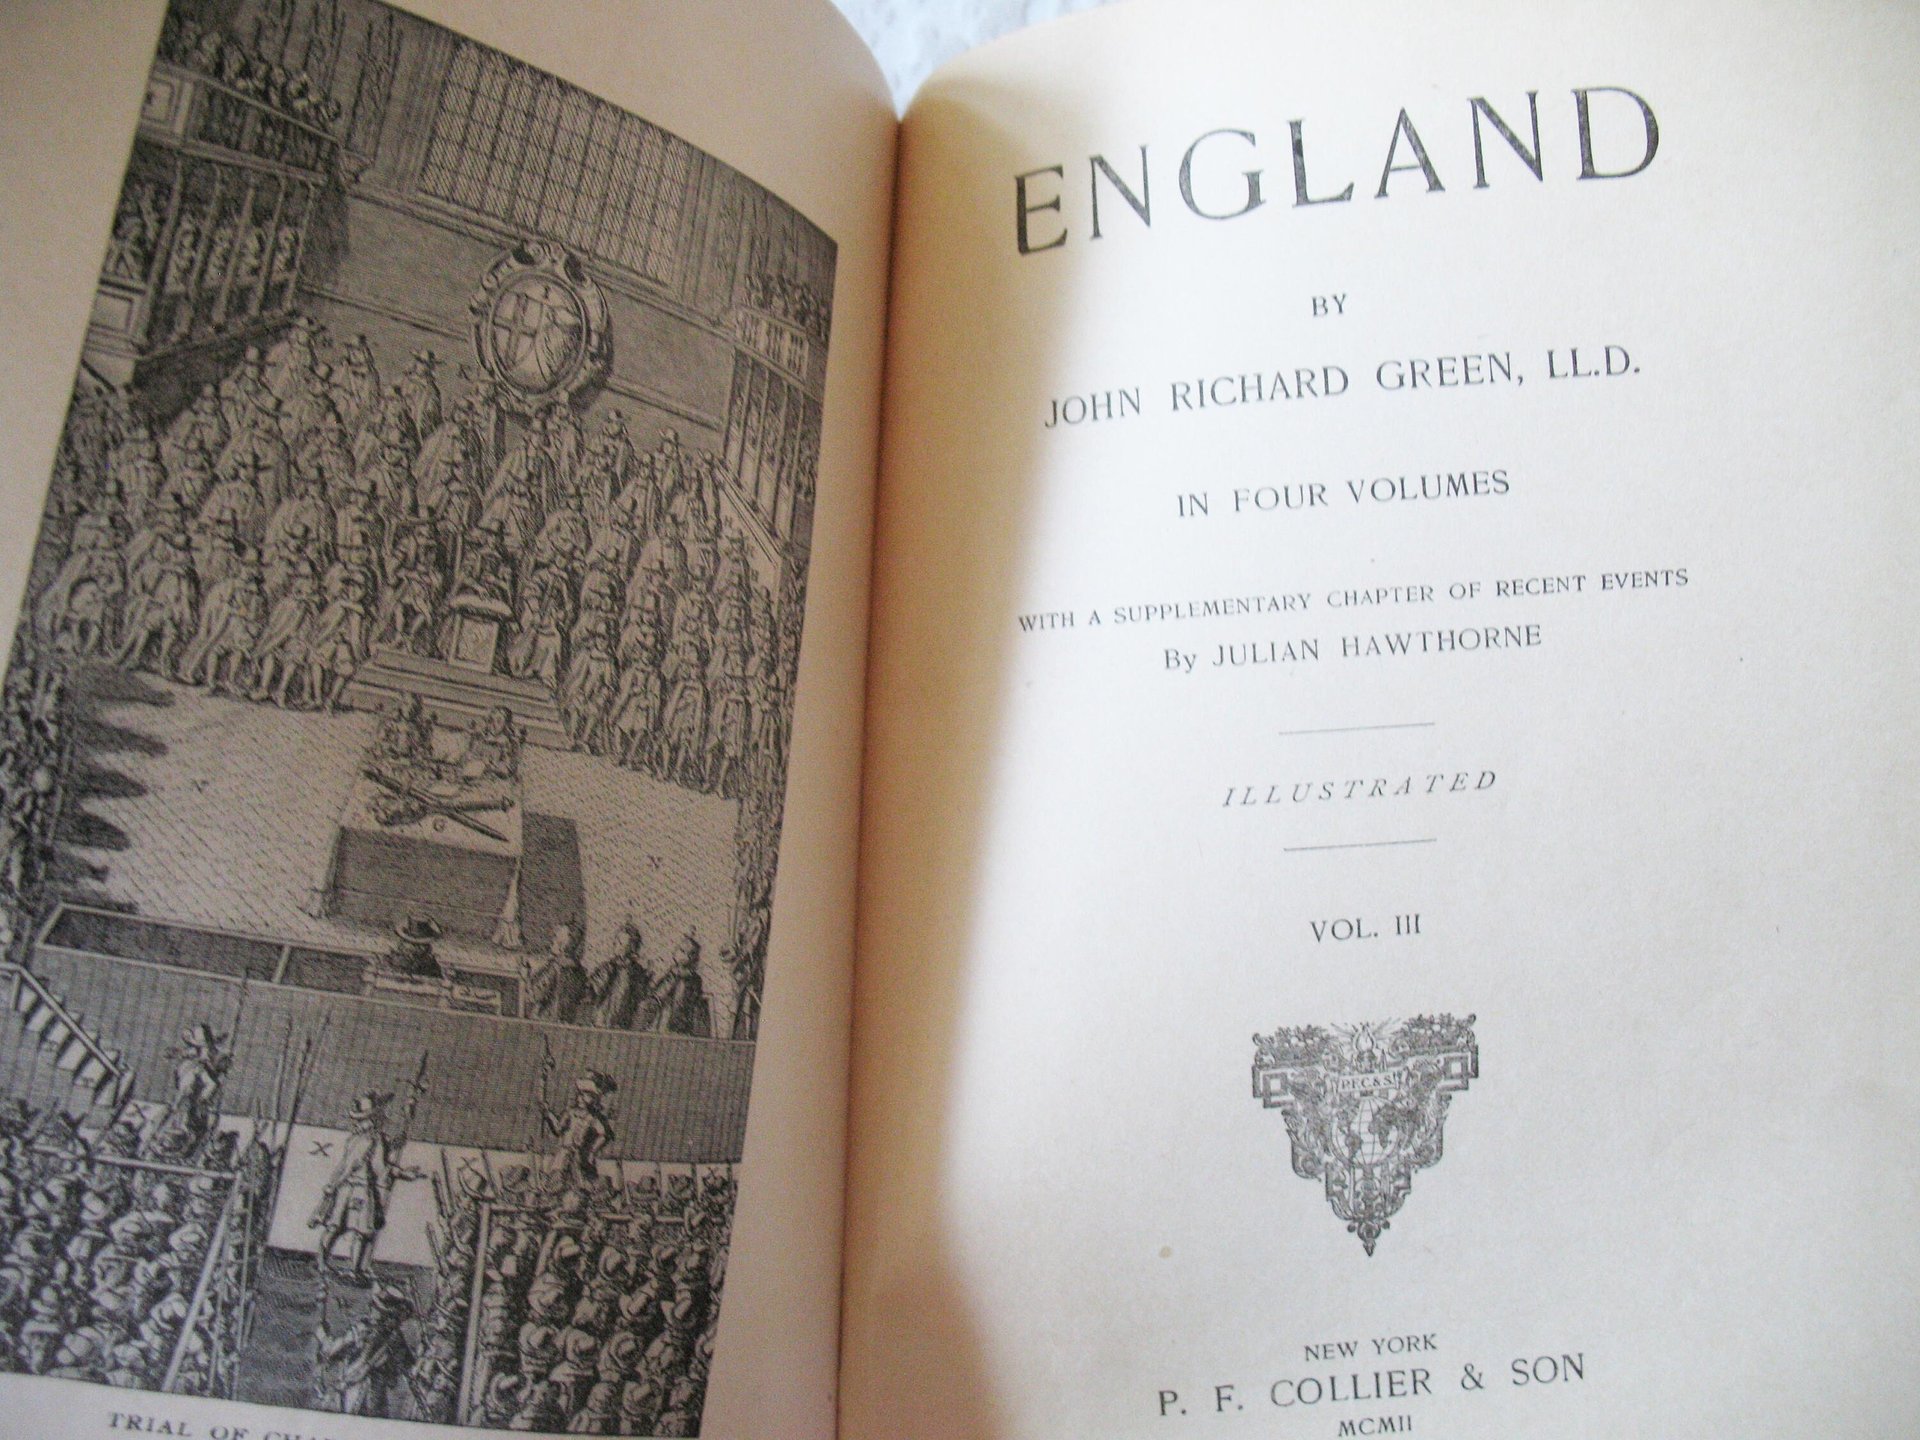 TRIAL OF
G
X
X
ENGLAND
BY
JOHN RICHARD GREEN, LL.D.
IN FOUR VOLUMES
WITH A SUPPLEMENTARY CHAPTER OF RECENT EVENTS
By JULIAN HAWTHORNE
ILLUSTRATED
VOL. III
P.F.C.&S.
NEW YORK
P. F. COLLIER & SON
MCMII